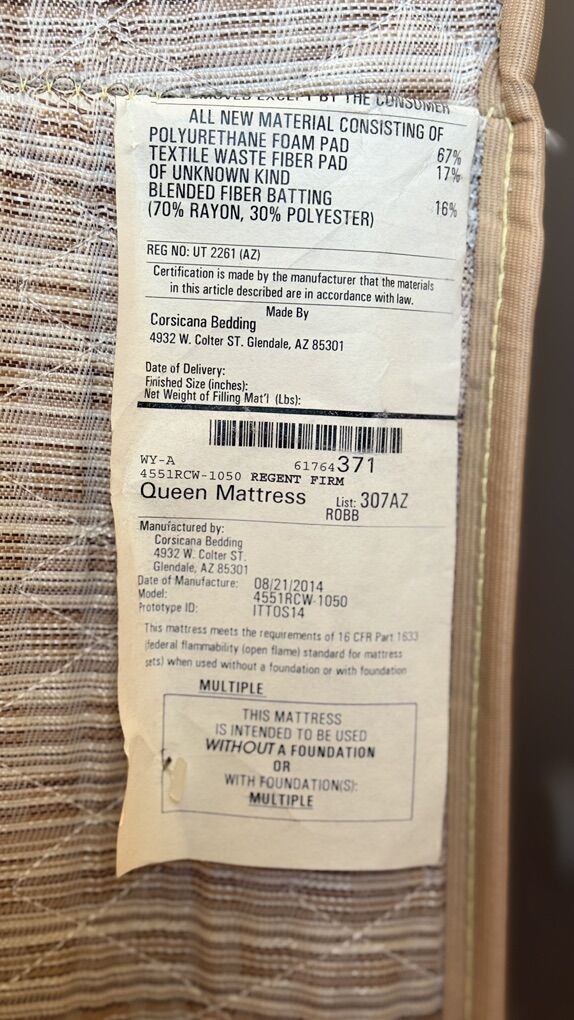 REMOVED EXCEPT BY THE CONSUMER
ALL NEW MATERIAL CONSISTING OF
POLYURETHANE FOAM PAD 67%
TEXTILE WASTE FIBER PAD 17%
OF UNKNOWN KIND
BLENDED FIBER BATTING 16%
(70% RAYON, 30% POLYESTER)
REG NO: UT 2261 (AZ)
Certification is made by the manufacturer that the materials
in this article described are in accordance with law.
Made By
Corsicana Bedding
4932 W. Colter ST. Glendale, AZ 85301
Date of Delivery:
Finished Size (inches):
Net Weight of Filling Mat'l (Lbs):
WY-A 61764371
4551RCW-1050 REGENT FIRM
Queen Mattress List: 307AZ
ROBB
Manufactured by:
Corsicana Bedding
4932 W. Colter ST.
Glendale, AZ 85301
Date of Manufacture: 08/21/2014
Model: 4551RCW-1050
Prototype ID: ITTOS14
This mattress meets the requirements of 16 CFR Part 1633
(federal flammability (open flame) standard for mattress
sets) when used without a foundation or with foundation
MULTIPLE
THIS MATTRESS
IS INTENDED TO BE USED
WITHOUT A FOUNDATION
OR
WITH FOUNDATION(S):
MULTIPLE